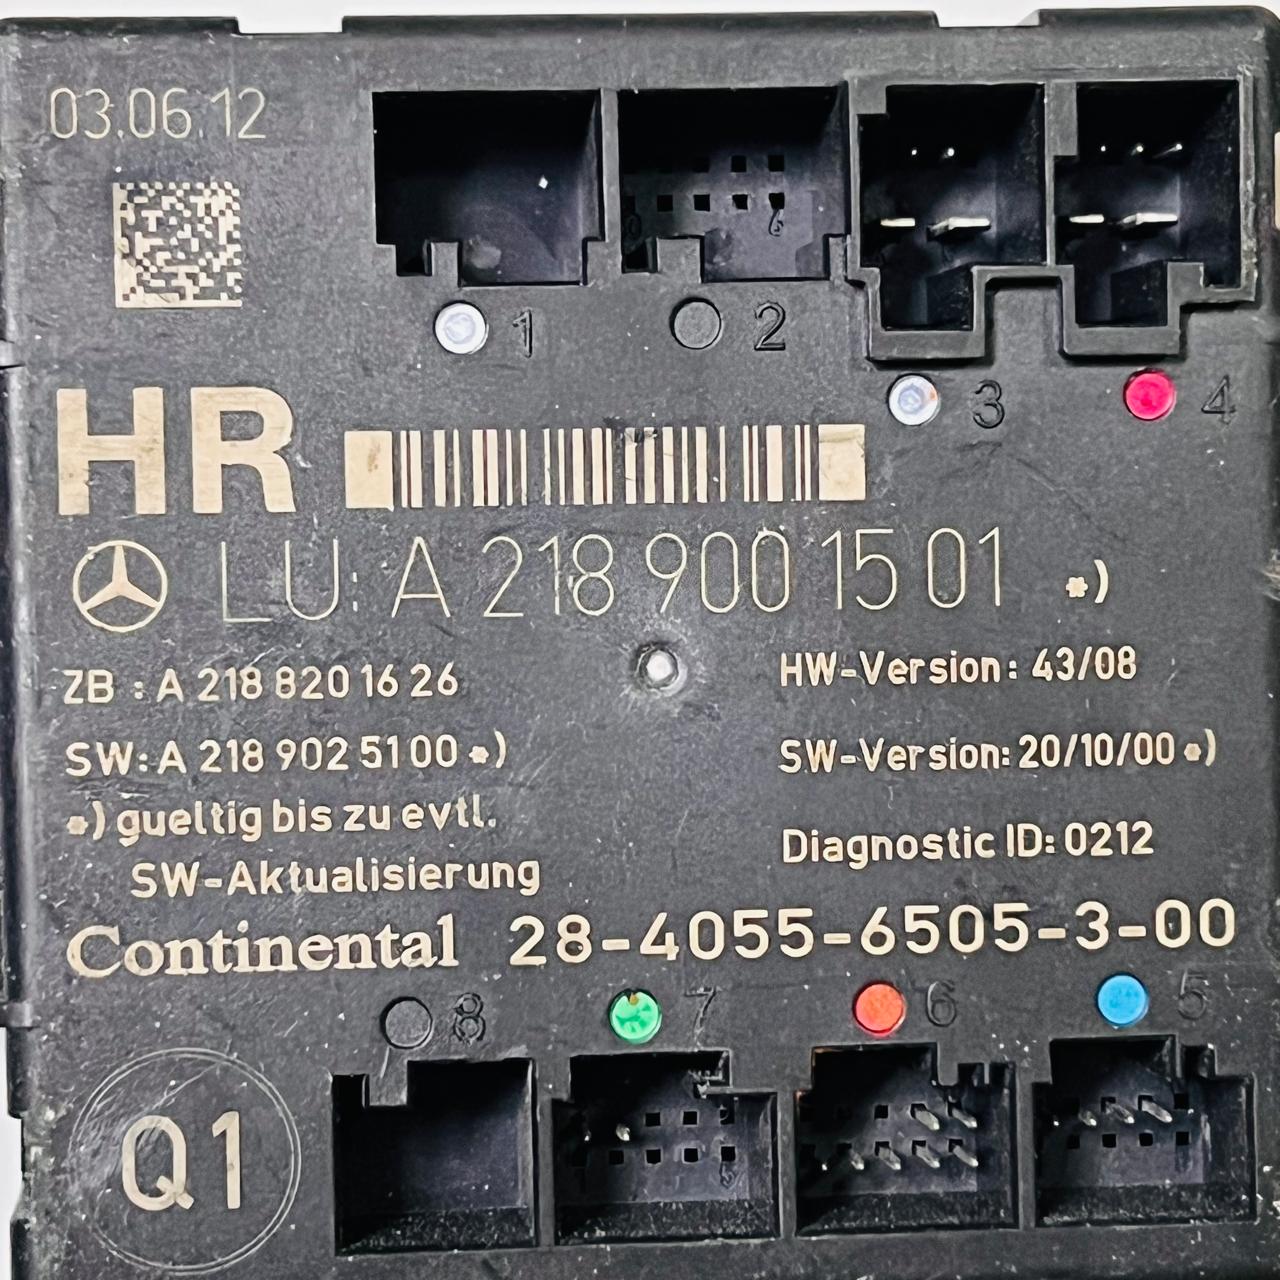 03.06.12
1
2
3
4
HR
LU: A 218 900 15 01 *)
ZB : A 218 820 16 26
HW-Version: 43/08
SW: A 218 902 51 00 *)
SW-Version: 20/10/00 *)
*) gueltig bis zu evtl.
SW-Aktualisierung
Diagnostic ID: 0212
Continental 28-4055-6505-3-00
8
7
6
5
Q1